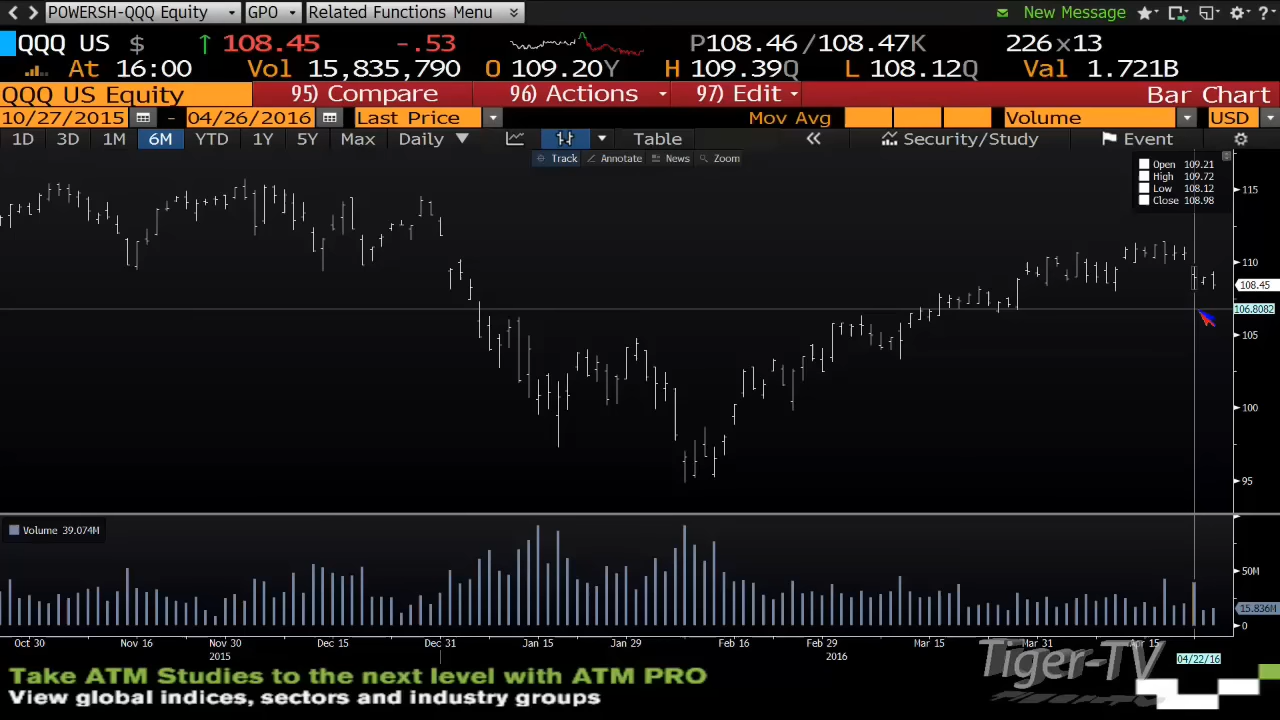 POWERSH-QQQ Equity GPO Related Functions Menu New Message
QQQ US $ 108.45 -.53 P108.46/108.47K 226x13
At 16:00 Vol 15,835,790 O 109.20Y H 109.39Q L 108.12Q Val 1.721B
QQQ US Equity 95) Compare 96) Actions 97) Edit Bar Chart
10/27/2015 - 04/26/2016 Last Price Mov Avg Volume USD
1D 3D 1M 6M YTD 1Y 5Y Max Daily Table Security/Study Event
Track Annotate News Zoom
Open 109.21
High 109.72
Low 108.12
Close 108.98
115
110
108.45
106.8082
105
100
95
Volume 39.074M
50M
15.836M
0
Oct 30 Nov 16 Nov 30 Dec 15 Dec 31 Jan 15 Jan 29 Feb 16 Feb 29 Mar 15 Mar 31 Apr 15
2015 2016 04/22/16
Tiger-TV
Take ATM Studies to the next level with ATM PRO
View global indices, sectors and industry groups